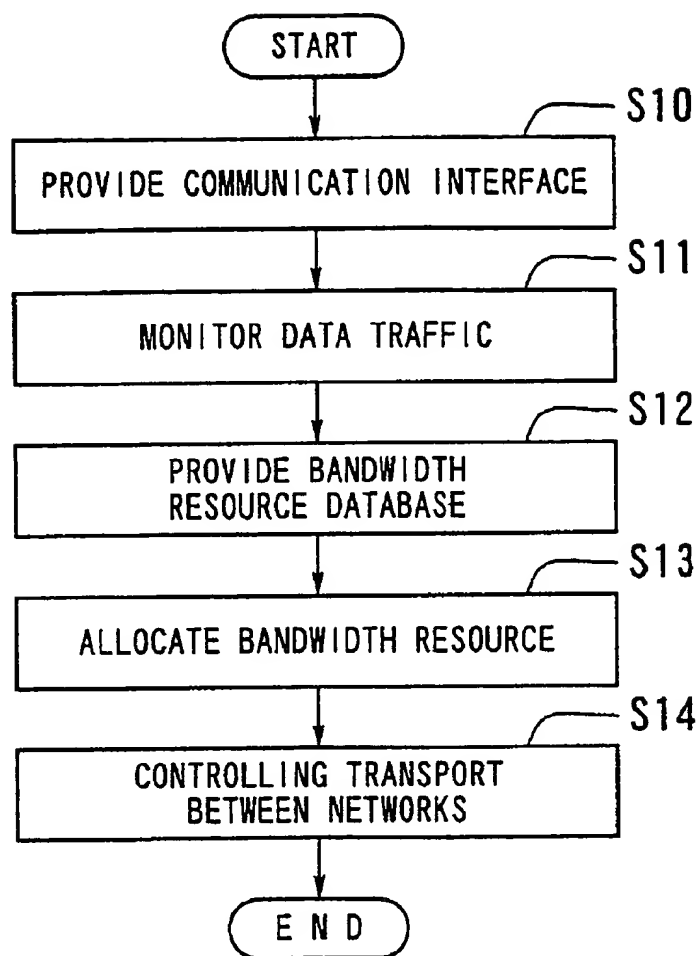 START
S10
PROVIDE COMMUNICATION INTERFACE
S11
MONITOR DATA TRAFFIC
S12
PROVIDE BANDWIDTH
RESOURCE DATABASE
S13
ALLOCATE BANDWIDTH RESOURCE
S14
CONTROLLING TRANSPORT
BETWEEN NETWORKS
END